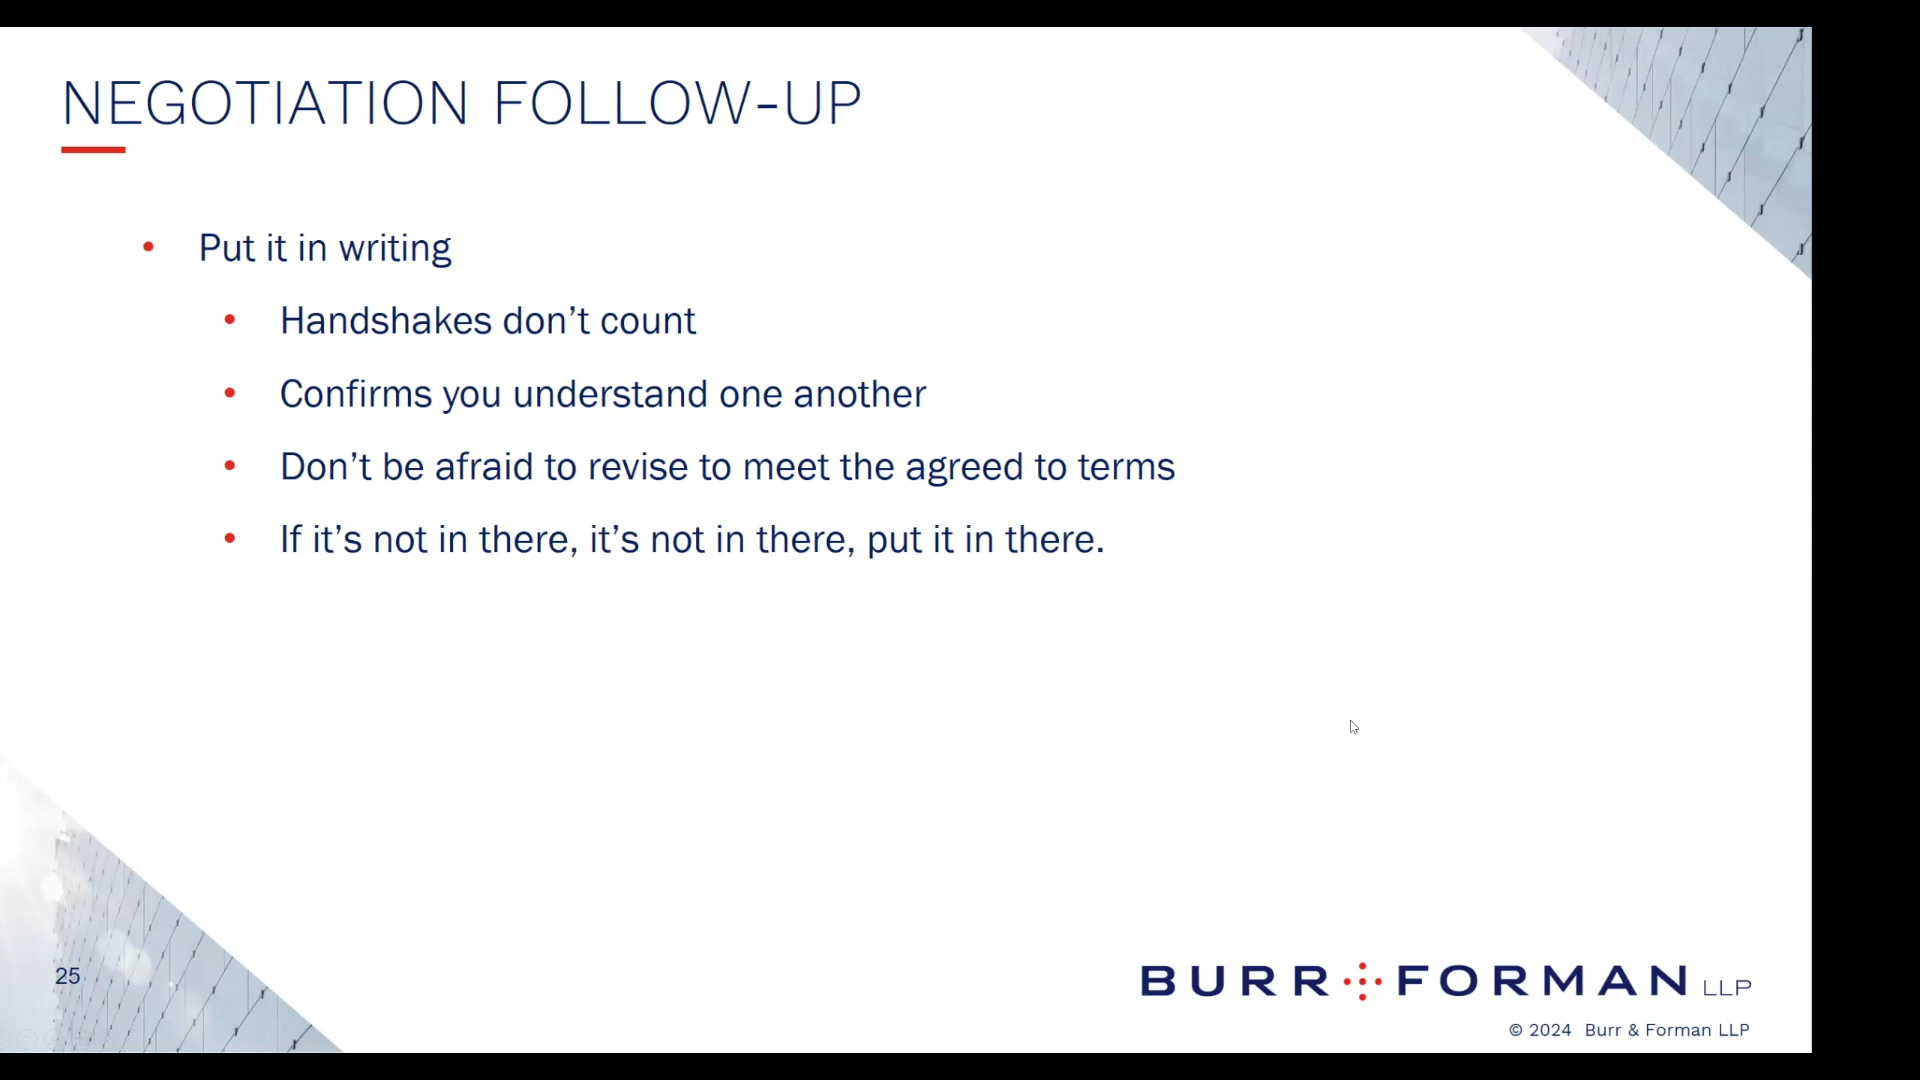 NEGOTIATION FOLLOW-UP
• Put it in writing
• Handshakes don’t count
• Confirms you understand one another
• Don’t be afraid to revise to meet the agreed to terms
• If it’s not in there, it’s not in there, put it in there.
25
BURR FORMAN LLP
© 2024 Burr & Forman LLP